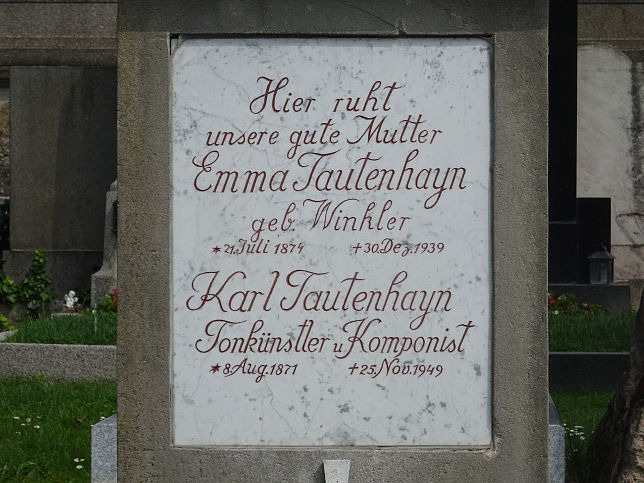 Hier ruht
unsere gute Mutter
Emma Tautenhayn
geb. Winkler
*21. Juli 1874 +30. Dez. 1939
Karl Tautenhayn
Tonkünstler u. Komponist
*8. Aug. 1871 +25. Nov. 1949